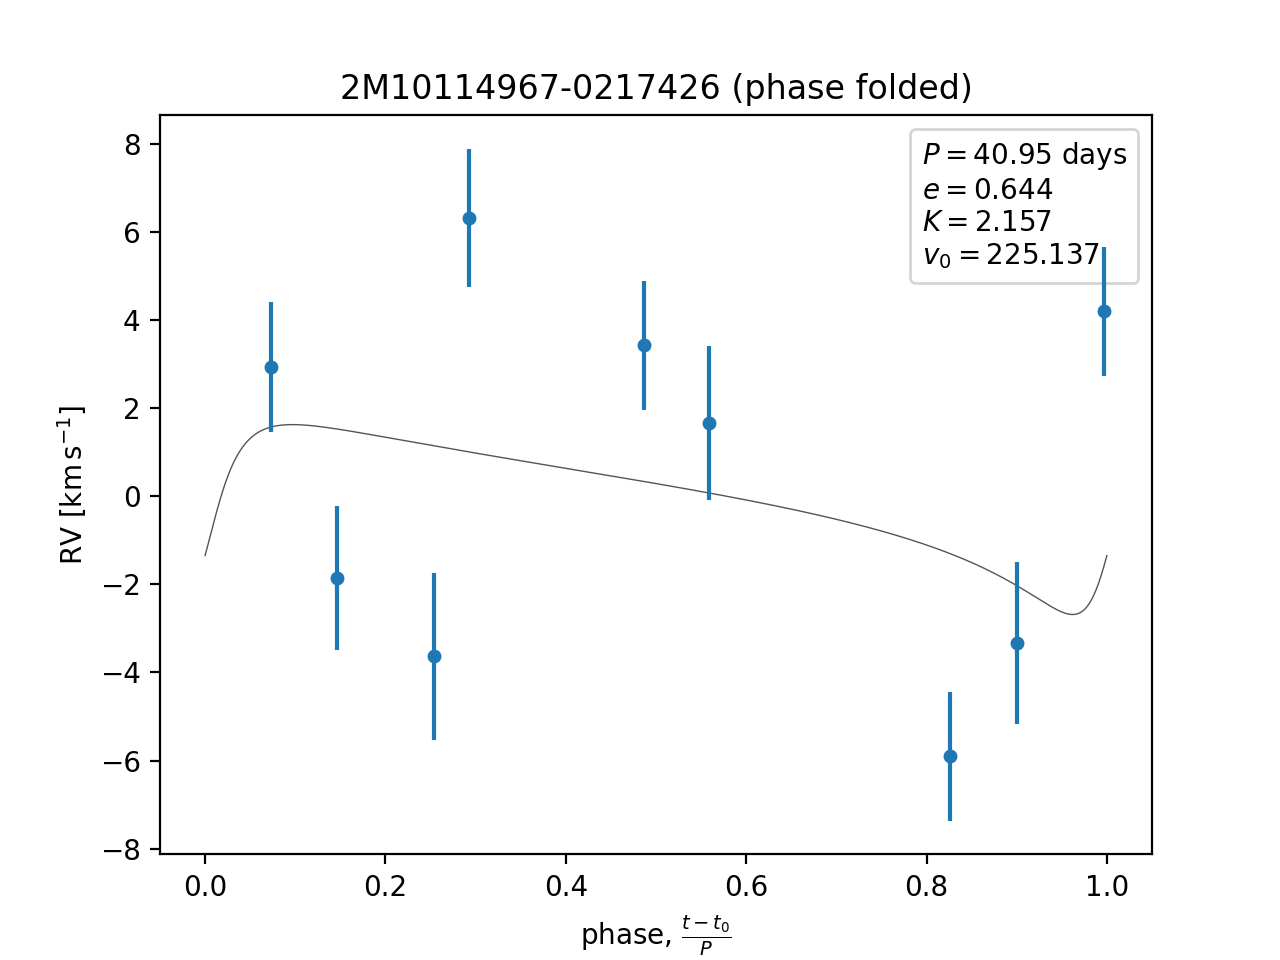 2M10114967-0217426 (phase folded)
P = 40.95 days
e = 0.644
K = 2.157
v₀ = 225.137
RV [km s⁻¹]
8
6
4
2
0
−2
−4
−6
−8
0.0 0.2 0.4 0.6 0.8 1.0
phase, (t − t₀)/P